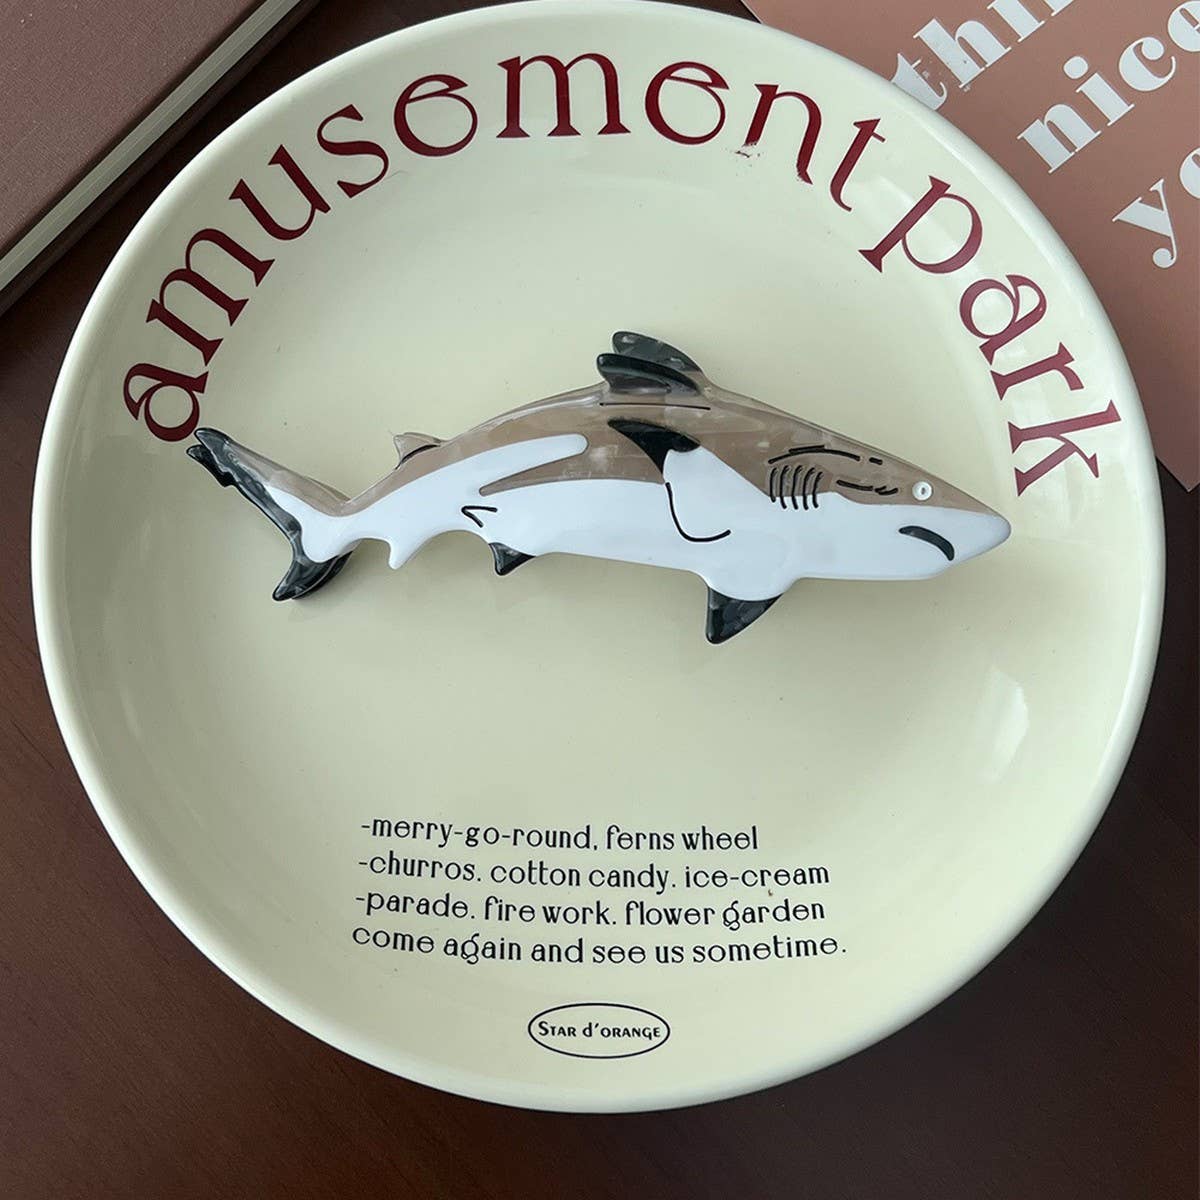 amusement park
-merry-go-round, ferns wheel
-churros. cotton candy. ice-cream
-parade. fire work. flower garden
come again and see us sometime.
STAR d'ORANGE
nice